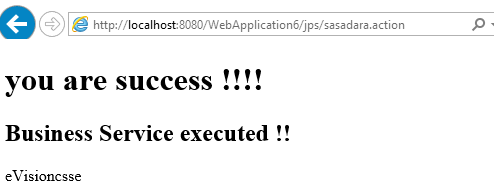 http://localhost:8080/WebApplication6/jps/sasadara.action
you are success !!!!
Business Service executed !!
eVisioncsse